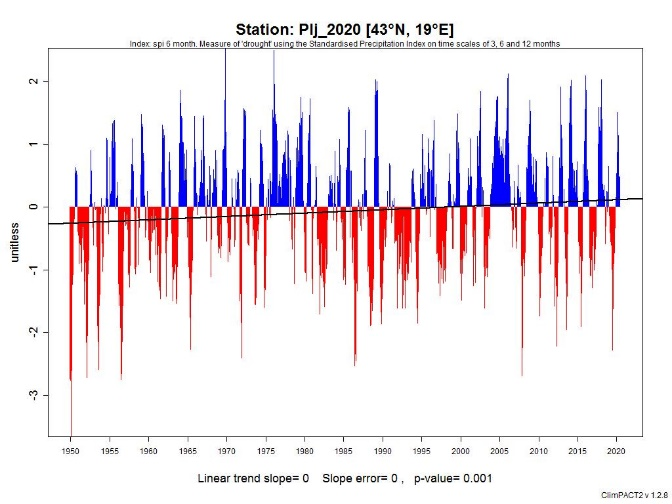 Station: Plj_2020 [43°N, 19°E]
Index: spi 6 month. Measure of 'drought' using the Standardised Precipitation Index on time scales of 3, 6 and 12 months
2
1
0
-1
-2
-3
unitless
1950 1955 1960 1965 1970 1975 1980 1985 1990 1995 2000 2005 2010 2015 2020
Linear trend slope= 0 Slope error= 0 , p-value= 0.001
ClimPACT2 v 1.2.8